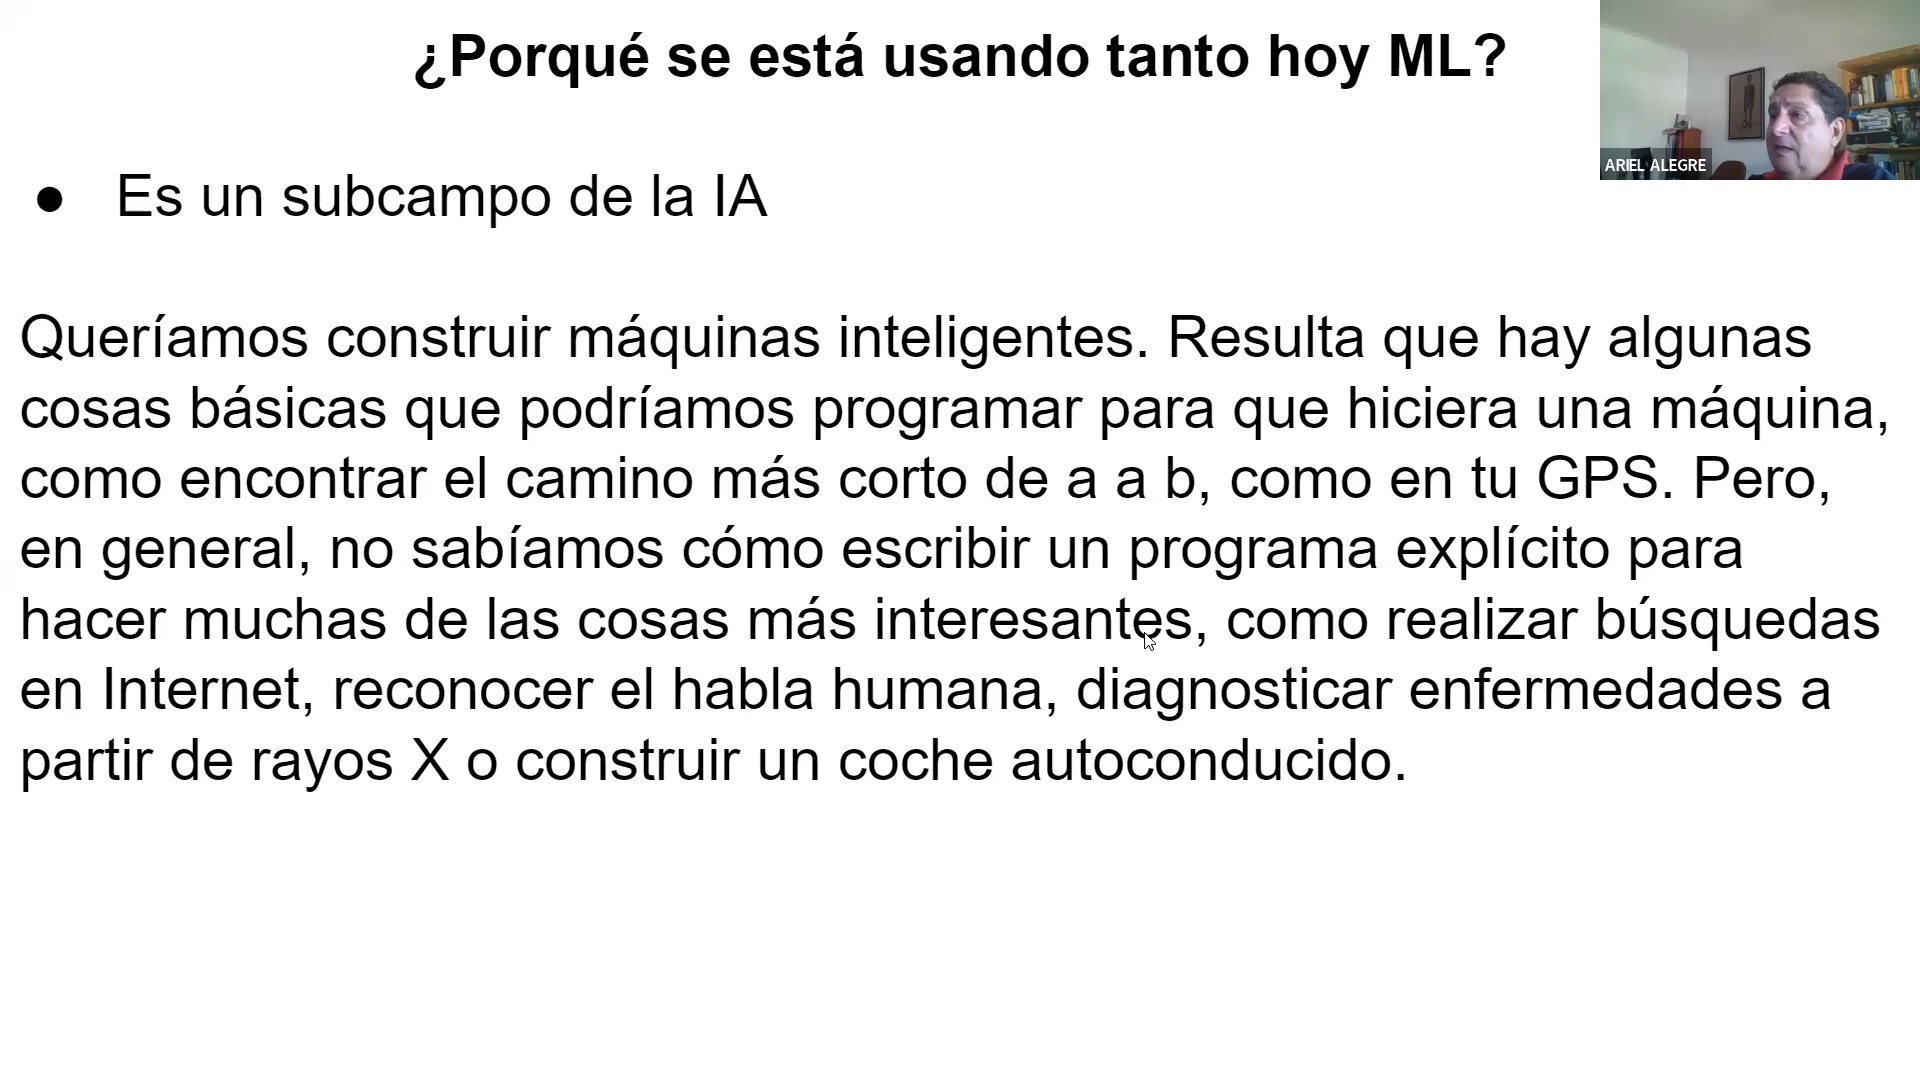 ¿Porqué se está usando tanto hoy ML?
ARIEL ALEGRE
● Es un subcampo de la IA
Queríamos construir máquinas inteligentes. Resulta que hay algunas
cosas básicas que podríamos programar para que hiciera una máquina,
como encontrar el camino más corto de a a b, como en tu GPS. Pero,
en general, no sabíamos cómo escribir un programa explícito para
hacer muchas de las cosas más interesantes, como realizar búsquedas
en Internet, reconocer el habla humana, diagnosticar enfermedades a
partir de rayos X o construir un coche autoconducido.